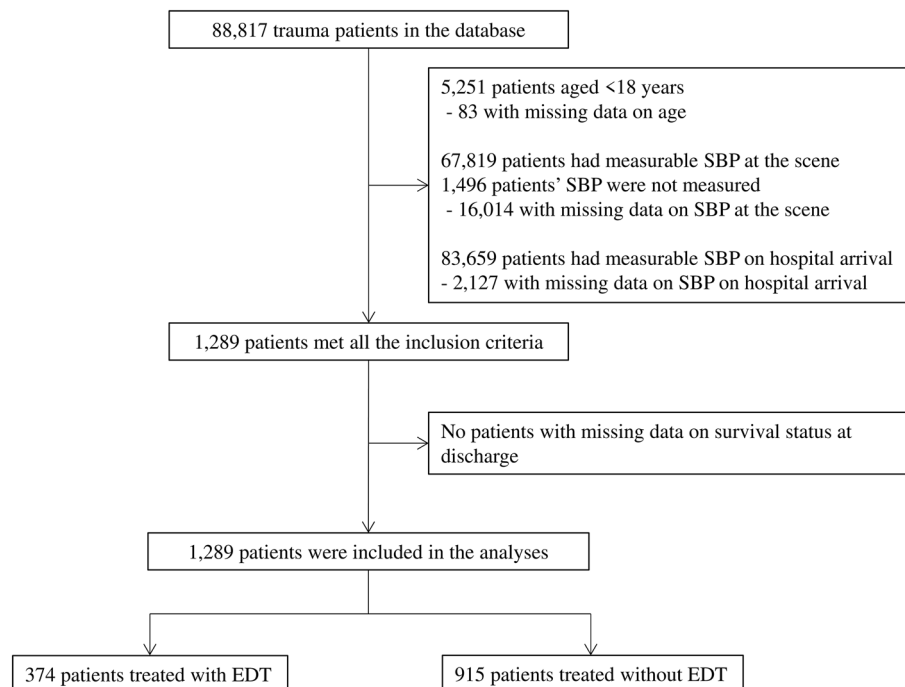 88,817 trauma patients in the database
5,251 patients aged <18 years
- 83 with missing data on age
67,819 patients had measurable SBP at the scene
1,496 patients’ SBP were not measured
- 16,014 with missing data on SBP at the scene
83,659 patients had measurable SBP on hospital arrival
- 2,127 with missing data on SBP on hospital arrival
1,289 patients met all the inclusion criteria
No patients with missing data on survival status at
discharge
1,289 patients were included in the analyses
374 patients treated with EDT
915 patients treated without EDT